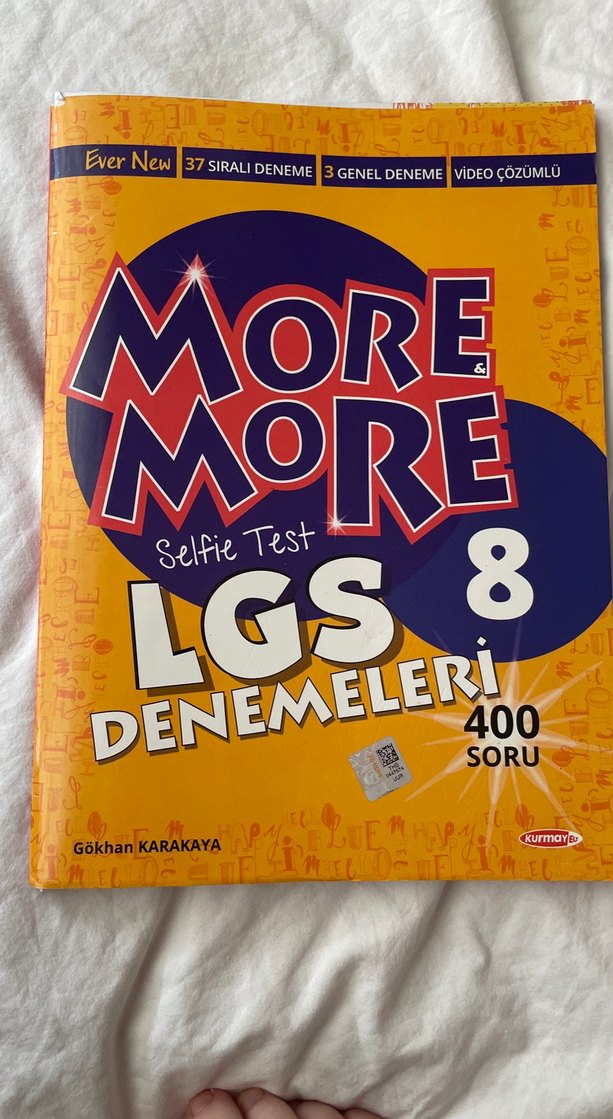 Ever New 37 SIRALI DENEME 3 GENEL DENEME VİDEO ÇÖZÜMLÜ
MORE &
MORE
Selfie Test
LGS 8
DENEMELERİ
400
SORU
Gökhan KARAKAYA
kurmay ELT